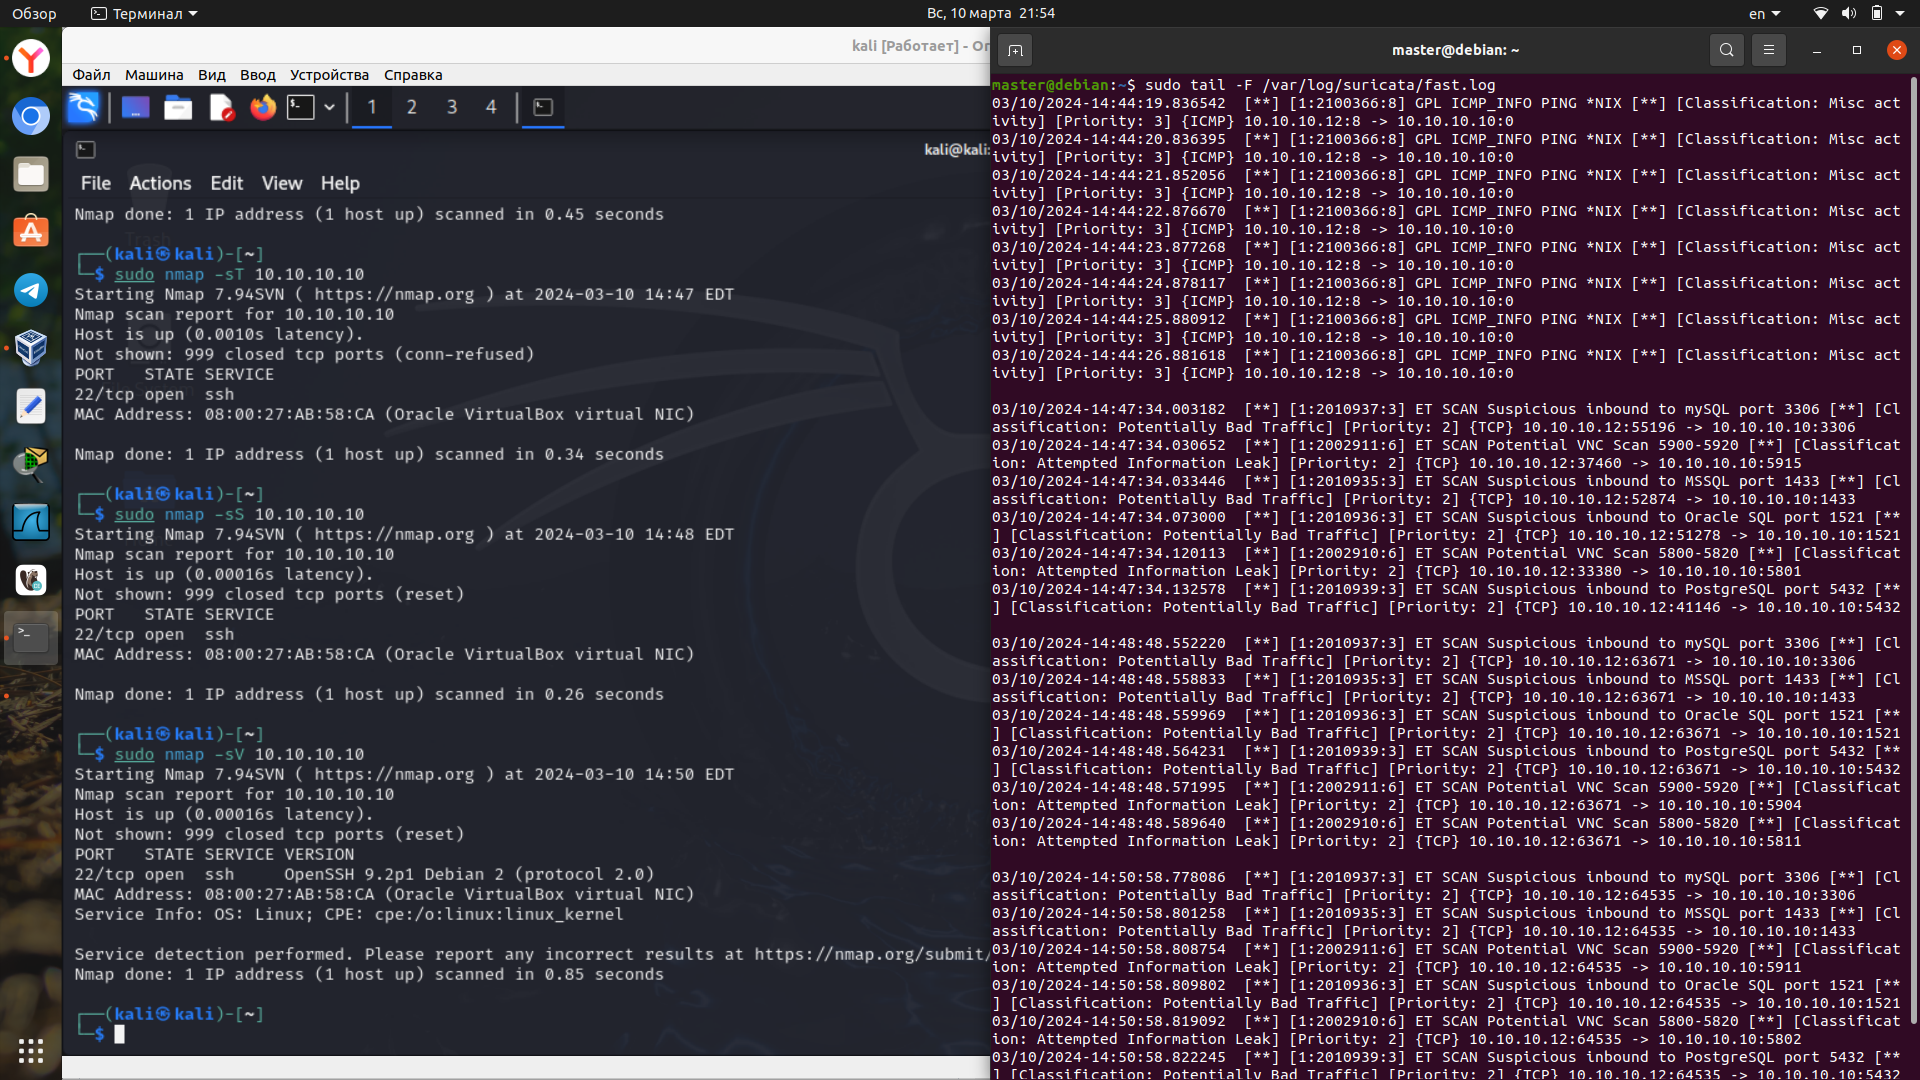 Обзор
Терминал
Вс, 10 марта 21:54
en
kali [Работает] - Or
Файл Машина Вид Ввод Устройства Справка
1 2 3 4
kali@kali:
File Actions Edit View Help
Nmap done: 1 IP address (1 host up) scanned in 0.45 seconds
┌──(kali㉿kali)-[~]
└─$ sudo nmap -sT 10.10.10.10
Starting Nmap 7.94SVN ( https://nmap.org ) at 2024-03-10 14:47 EDT
Nmap scan report for 10.10.10.10
Host is up (0.0010s latency).
Not shown: 999 closed tcp ports (conn-refused)
PORT   STATE SERVICE
22/tcp open  ssh
MAC Address: 08:00:27:AB:58:CA (Oracle VirtualBox virtual NIC)
Nmap done: 1 IP address (1 host up) scanned in 0.34 seconds
┌──(kali㉿kali)-[~]
└─$ sudo nmap -sS 10.10.10.10
Starting Nmap 7.94SVN ( https://nmap.org ) at 2024-03-10 14:48 EDT
Nmap scan report for 10.10.10.10
Host is up (0.00016s latency).
Not shown: 999 closed tcp ports (reset)
PORT   STATE SERVICE
22/tcp open  ssh
MAC Address: 08:00:27:AB:58:CA (Oracle VirtualBox virtual NIC)
Nmap done: 1 IP address (1 host up) scanned in 0.26 seconds
┌──(kali㉿kali)-[~]
└─$ sudo nmap -sV 10.10.10.10
Starting Nmap 7.94SVN ( https://nmap.org ) at 2024-03-10 14:50 EDT
Nmap scan report for 10.10.10.10
Host is up (0.00016s latency).
Not shown: 999 closed tcp ports (reset)
PORT   STATE SERVICE VERSION
22/tcp open  ssh     OpenSSH 9.2p1 Debian 2 (protocol 2.0)
MAC Address: 08:00:27:AB:58:CA (Oracle VirtualBox virtual NIC)
Service Info: OS: Linux; CPE: cpe:/o:linux:linux_kernel
Service detection performed. Please report any incorrect results at https://nmap.org/submit/
Nmap done: 1 IP address (1 host up) scanned in 0.85 seconds
┌──(kali㉿kali)-[~]
└─$
master@debian: ~
master@debian:~$ sudo tail -F /var/log/suricata/fast.log
03/10/2024-14:44:19.836542  [**] [1:2100366:8] GPL ICMP_INFO PING *NIX [**] [Classification: Misc act
ivity] [Priority: 3] {ICMP} 10.10.10.12:8 -> 10.10.10.10:0
03/10/2024-14:44:20.836395  [**] [1:2100366:8] GPL ICMP_INFO PING *NIX [**] [Classification: Misc act
ivity] [Priority: 3] {ICMP} 10.10.10.12:8 -> 10.10.10.10:0
03/10/2024-14:44:21.852056  [**] [1:2100366:8] GPL ICMP_INFO PING *NIX [**] [Classification: Misc act
ivity] [Priority: 3] {ICMP} 10.10.10.12:8 -> 10.10.10.10:0
03/10/2024-14:44:22.876670  [**] [1:2100366:8] GPL ICMP_INFO PING *NIX [**] [Classification: Misc act
ivity] [Priority: 3] {ICMP} 10.10.10.12:8 -> 10.10.10.10:0
03/10/2024-14:44:23.877268  [**] [1:2100366:8] GPL ICMP_INFO PING *NIX [**] [Classification: Misc act
ivity] [Priority: 3] {ICMP} 10.10.10.12:8 -> 10.10.10.10:0
03/10/2024-14:44:24.878117  [**] [1:2100366:8] GPL ICMP_INFO PING *NIX [**] [Classification: Misc act
ivity] [Priority: 3] {ICMP} 10.10.10.12:8 -> 10.10.10.10:0
03/10/2024-14:44:25.880912  [**] [1:2100366:8] GPL ICMP_INFO PING *NIX [**] [Classification: Misc act
ivity] [Priority: 3] {ICMP} 10.10.10.12:8 -> 10.10.10.10:0
03/10/2024-14:44:26.881618  [**] [1:2100366:8] GPL ICMP_INFO PING *NIX [**] [Classification: Misc act
ivity] [Priority: 3] {ICMP} 10.10.10.12:8 -> 10.10.10.10:0
03/10/2024-14:47:34.003182  [**] [1:2010937:3] ET SCAN Suspicious inbound to mySQL port 3306 [**] [Cl
assification: Potentially Bad Traffic] [Priority: 2] {TCP} 10.10.10.12:55196 -> 10.10.10.10:3306
03/10/2024-14:47:34.030652  [**] [1:2002911:6] ET SCAN Potential VNC Scan 5900-5920 [**] [Classificat
ion: Attempted Information Leak] [Priority: 2] {TCP} 10.10.10.12:37460 -> 10.10.10.10:5915
03/10/2024-14:47:34.033446  [**] [1:2010935:3] ET SCAN Suspicious inbound to MSSQL port 1433 [**] [Cl
assification: Potentially Bad Traffic] [Priority: 2] {TCP} 10.10.10.12:52874 -> 10.10.10.10:1433
03/10/2024-14:47:34.073000  [**] [1:2010936:3] ET SCAN Suspicious inbound to Oracle SQL port 1521 [**
] [Classification: Potentially Bad Traffic] [Priority: 2] {TCP} 10.10.10.12:51278 -> 10.10.10.10:1521
03/10/2024-14:47:34.120113  [**] [1:2002910:6] ET SCAN Potential VNC Scan 5800-5820 [**] [Classificat
ion: Attempted Information Leak] [Priority: 2] {TCP} 10.10.10.12:33380 -> 10.10.10.10:5801
03/10/2024-14:47:34.132578  [**] [1:2010939:3] ET SCAN Suspicious inbound to PostgreSQL port 5432 [**
] [Classification: Potentially Bad Traffic] [Priority: 2] {TCP} 10.10.10.12:41146 -> 10.10.10.10:5432
03/10/2024-14:48:48.552220  [**] [1:2010937:3] ET SCAN Suspicious inbound to mySQL port 3306 [**] [Cl
assification: Potentially Bad Traffic] [Priority: 2] {TCP} 10.10.10.12:63671 -> 10.10.10.10:3306
03/10/2024-14:48:48.558833  [**] [1:2010935:3] ET SCAN Suspicious inbound to MSSQL port 1433 [**] [Cl
assification: Potentially Bad Traffic] [Priority: 2] {TCP} 10.10.10.12:63671 -> 10.10.10.10:1433
03/10/2024-14:48:48.559969  [**] [1:2010936:3] ET SCAN Suspicious inbound to Oracle SQL port 1521 [**
] [Classification: Potentially Bad Traffic] [Priority: 2] {TCP} 10.10.10.12:63671 -> 10.10.10.10:1521
03/10/2024-14:48:48.564231  [**] [1:2010939:3] ET SCAN Suspicious inbound to PostgreSQL port 5432 [**
] [Classification: Potentially Bad Traffic] [Priority: 2] {TCP} 10.10.10.12:63671 -> 10.10.10.10:5432
03/10/2024-14:48:48.571995  [**] [1:2002911:6] ET SCAN Potential VNC Scan 5900-5920 [**] [Classificat
ion: Attempted Information Leak] [Priority: 2] {TCP} 10.10.10.12:63671 -> 10.10.10.10:5904
03/10/2024-14:48:48.589640  [**] [1:2002910:6] ET SCAN Potential VNC Scan 5800-5820 [**] [Classificat
ion: Attempted Information Leak] [Priority: 2] {TCP} 10.10.10.12:63671 -> 10.10.10.10:5811
03/10/2024-14:50:58.778086  [**] [1:2010937:3] ET SCAN Suspicious inbound to mySQL port 3306 [**] [Cl
assification: Potentially Bad Traffic] [Priority: 2] {TCP} 10.10.10.12:64535 -> 10.10.10.10:3306
03/10/2024-14:50:58.801258  [**] [1:2010935:3] ET SCAN Suspicious inbound to MSSQL port 1433 [**] [Cl
assification: Potentially Bad Traffic] [Priority: 2] {TCP} 10.10.10.12:64535 -> 10.10.10.10:1433
03/10/2024-14:50:58.808754  [**] [1:2002911:6] ET SCAN Potential VNC Scan 5900-5920 [**] [Classificat
ion: Attempted Information Leak] [Priority: 2] {TCP} 10.10.10.12:64535 -> 10.10.10.10:5911
03/10/2024-14:50:58.809802  [**] [1:2010936:3] ET SCAN Suspicious inbound to Oracle SQL port 1521 [**
] [Classification: Potentially Bad Traffic] [Priority: 2] {TCP} 10.10.10.12:64535 -> 10.10.10.10:1521
03/10/2024-14:50:58.819092  [**] [1:2002910:6] ET SCAN Potential VNC Scan 5800-5820 [**] [Classificat
ion: Attempted Information Leak] [Priority: 2] {TCP} 10.10.10.12:64535 -> 10.10.10.10:5802
03/10/2024-14:50:58.822245  [**] [1:2010939:3] ET SCAN Suspicious inbound to PostgreSQL port 5432 [**
] [Classification: Potentially Bad Traffic] [Priority: 2] {TCP} 10.10.10.12:64535 -> 10.10.10.10:5432